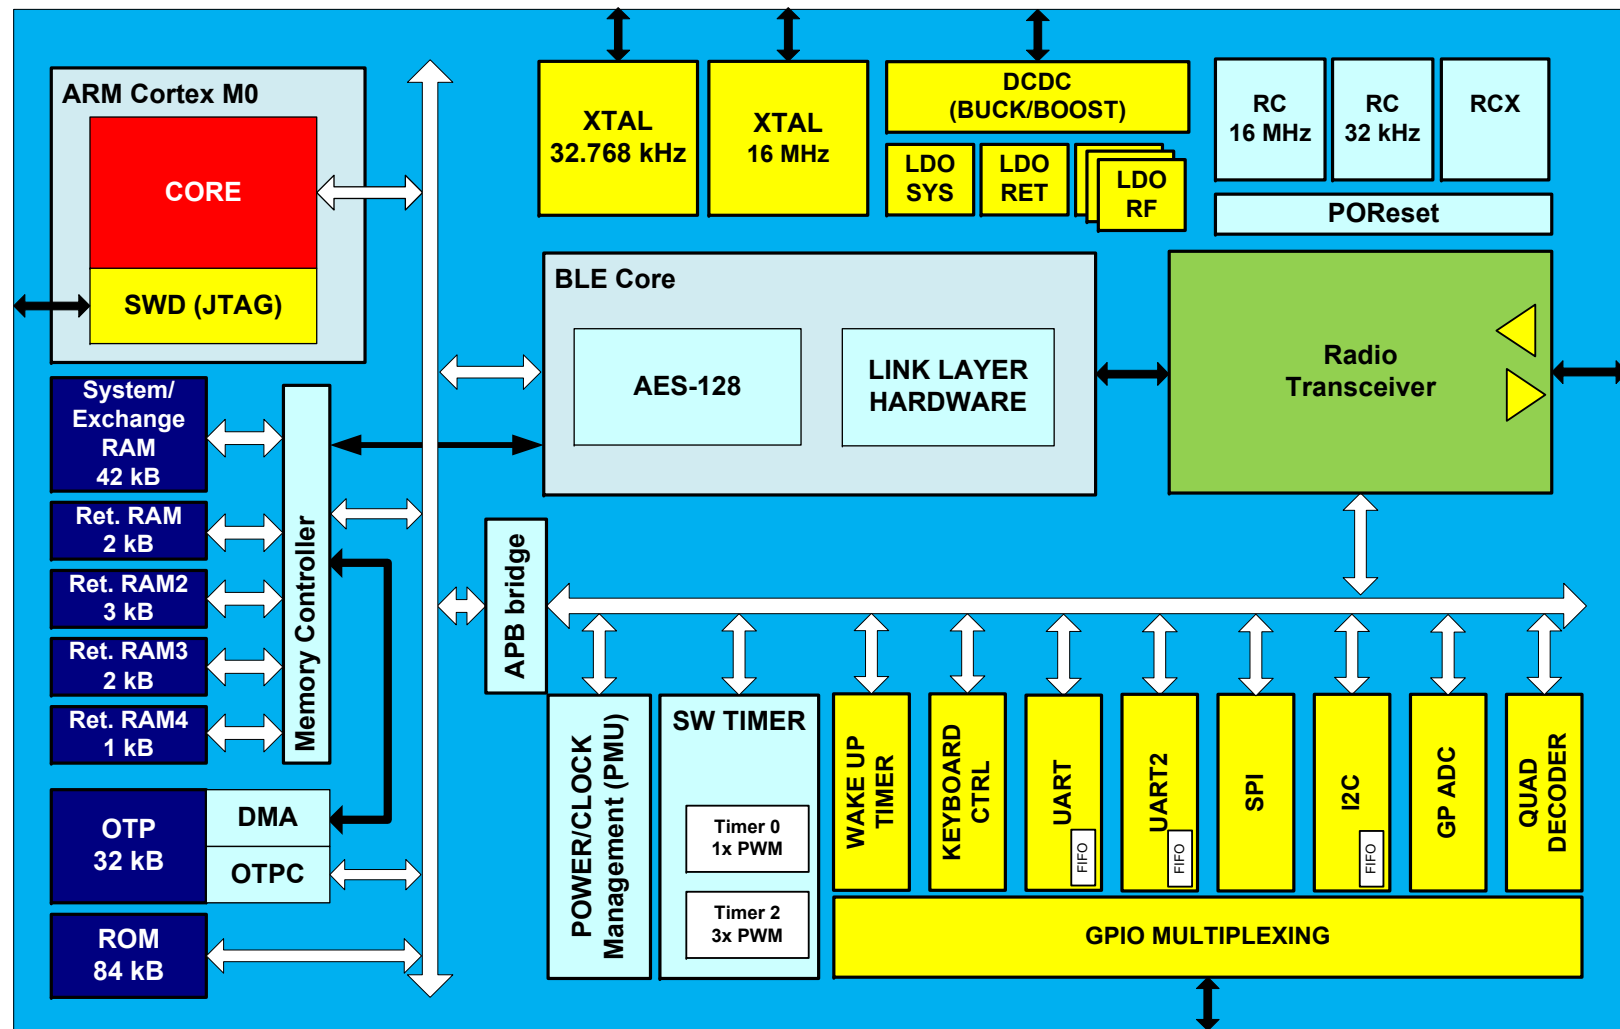 ARM Cortex M0
CORE
SWD (JTAG)
XTAL
32.768 kHz
XTAL
16 MHz
DCDC
(BUCK/BOOST)
LDO
SYS
LDO
RET
LDO
RF
RC
16 MHz
RC
32 kHz
RCX
POReset
BLE Core
AES-128
LINK LAYER
HARDWARE
Radio
Transceiver
System/
Exchange
RAM
42 kB
Ret. RAM
2 kB
Ret. RAM2
3 kB
Ret. RAM3
2 kB
Ret. RAM4
1 kB
Memory Controller
OTP
32 kB
DMA
OTPC
ROM
84 kB
APB bridge
POWER/CLOCK
Management (PMU)
SW TIMER
Timer 0
1x PWM
Timer 2
3x PWM
WAKE UP
TIMER
KEYBOARD
CTRL
UART
FIFO
UART2
FIFO
SPI
I2C
FIFO
GP ADC
QUAD
DECODER
GPIO MULTIPLEXING